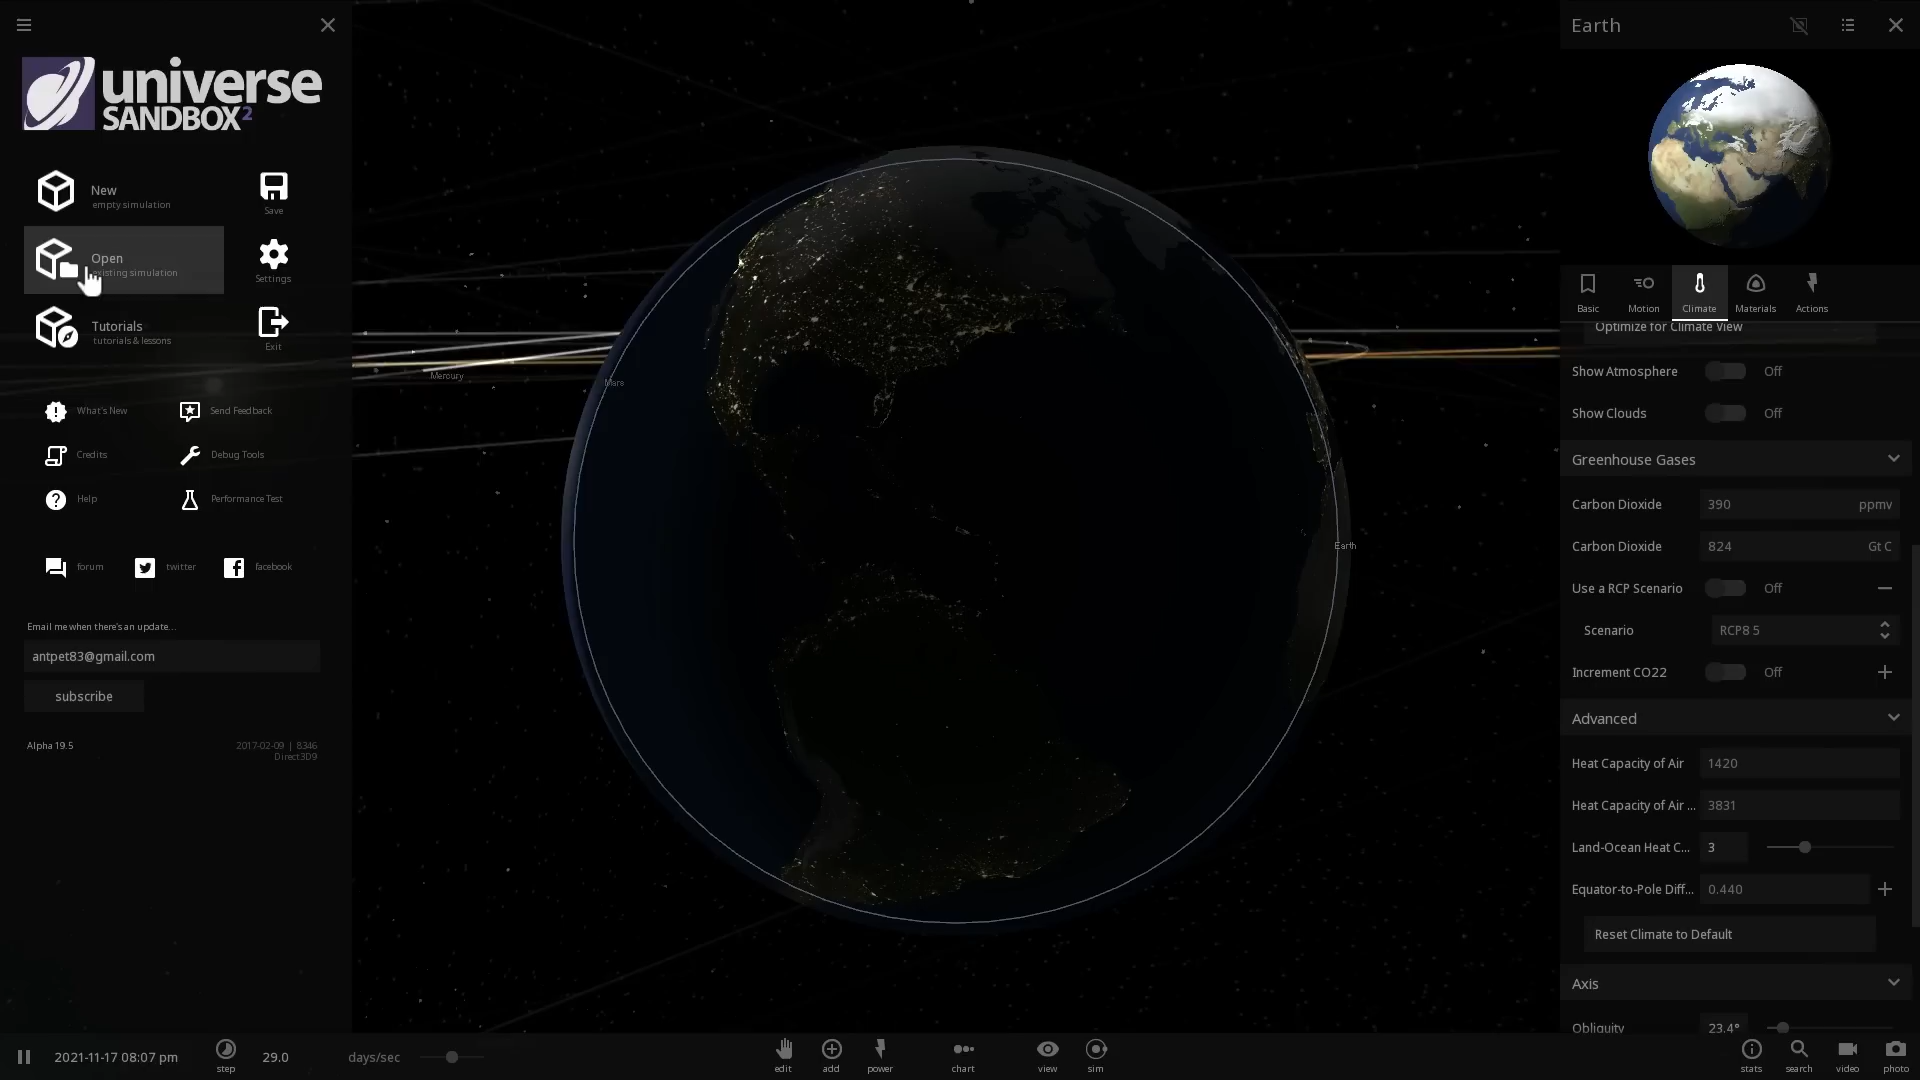 universe
SANDBOX²
New
empty simulation
Save
Open
existing simulation
Settings
Tutorials
tutorials & lessons
Exit
What's New
Send Feedback
Credits
Debug Tools
Help
Performance Test
forum
twitter
facebook
Email me when there's an update...
antpet83@gmail.com
subscribe
Alpha 19.5
2017-02-09 | 8346
Direct3D9
Mercury
Mars
Earth
Earth
Basic
Motion
Climate
Materials
Actions
Optimize for Climate View
Show Atmosphere Off
Show Clouds Off
Greenhouse Gases
Carbon Dioxide 390 ppmv
Carbon Dioxide 824 Gt C
Use a RCP Scenario Off
Scenario RCP8 5
Increment CO22 Off
Advanced
Heat Capacity of Air 1420
Heat Capacity of Air ... 3831
Land-Ocean Heat C... 3
Equator-to-Pole Diff... 0.440
Reset Climate to Default
Axis
Obliquity 23.4°
2021-11-17 08:07 pm
step
29.0 days/sec
edit
add
power
chart
view
sim
stats
search
video
photo